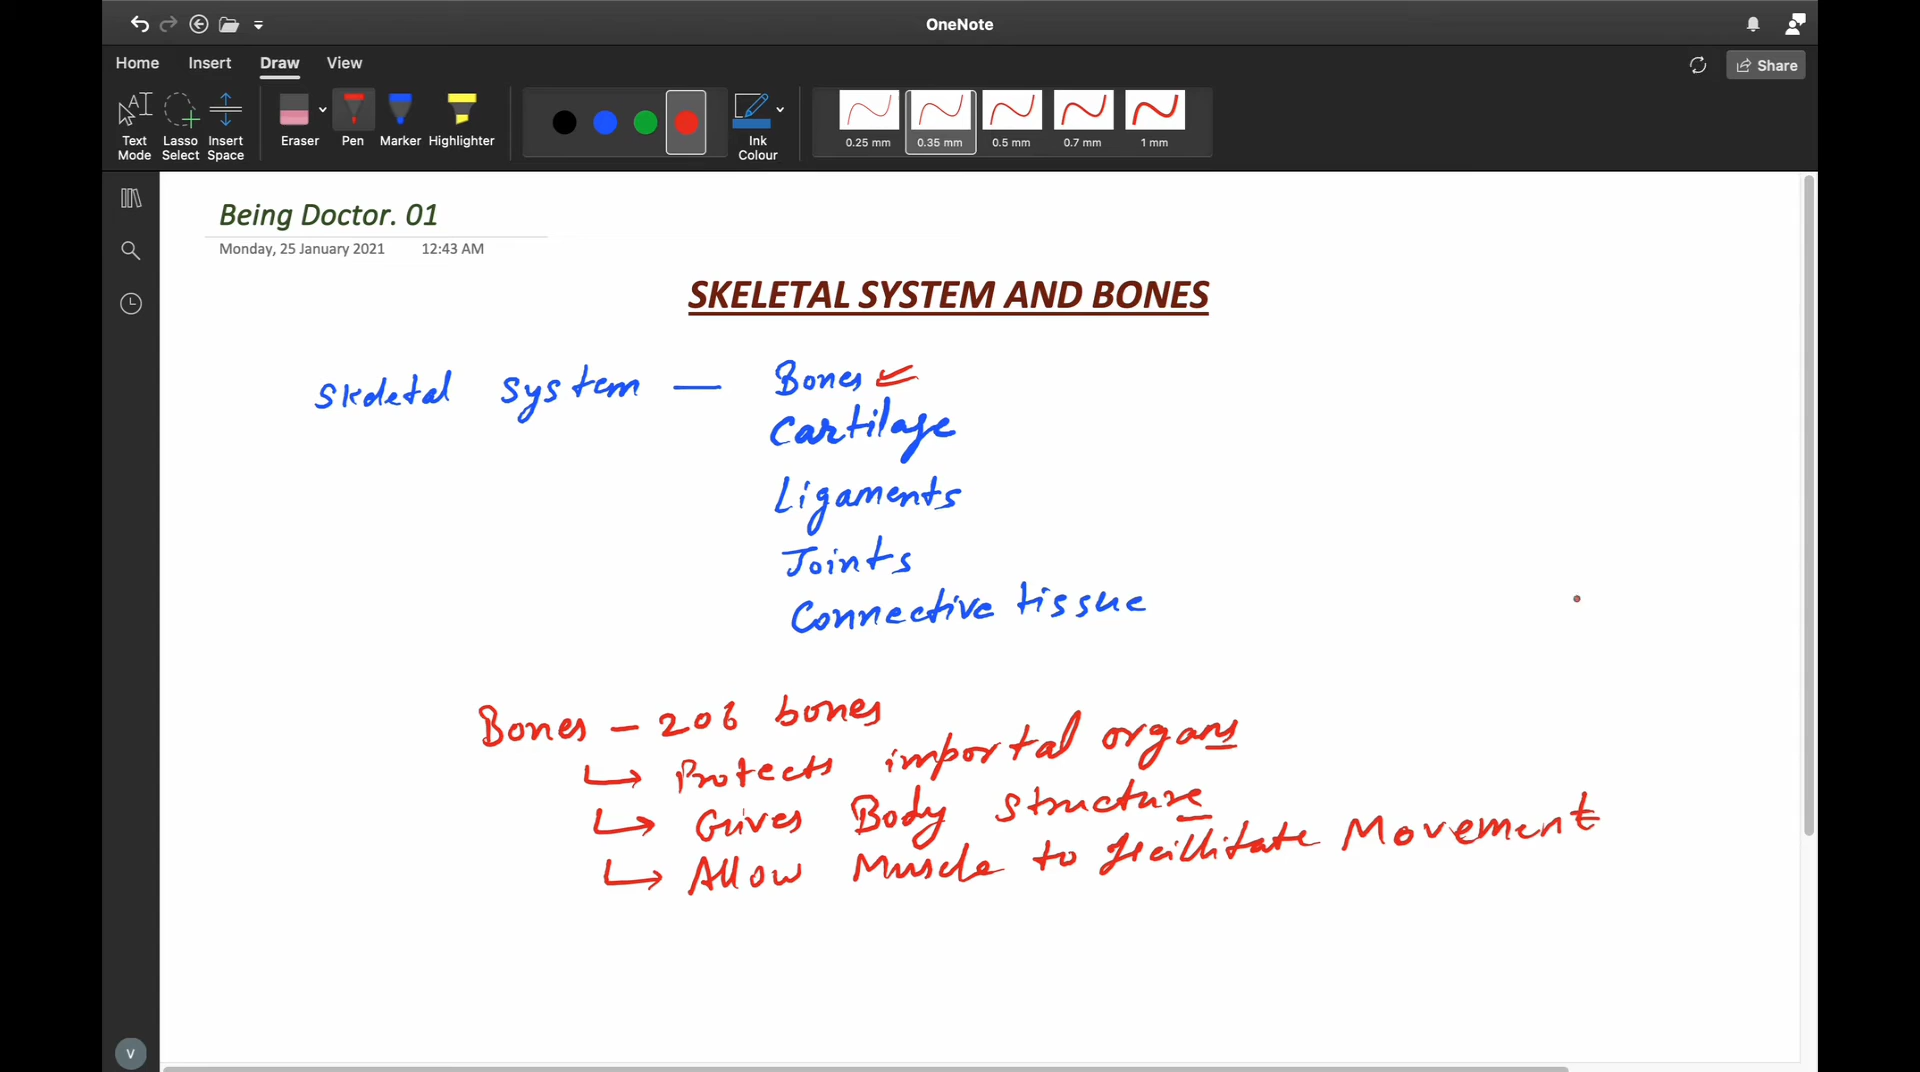 OneNote
Home Insert Draw View
Share
Text Mode
Lasso Select
Insert Space
Eraser
Pen
Marker
Highlighter
Ink Colour
0.25 mm
0.35 mm
0.5 mm
0.7 mm
1 mm
Being Doctor. 01
Monday, 25 January 2021 12:43 AM
SKELETAL SYSTEM AND BONES
Skeletal System — Bones
Cartilage
Ligaments
Joints
Connective tissue
Bones - 206 bones
Protects importal organs
Gives Body Structure
Allow Muscle to facillitate Movement
V